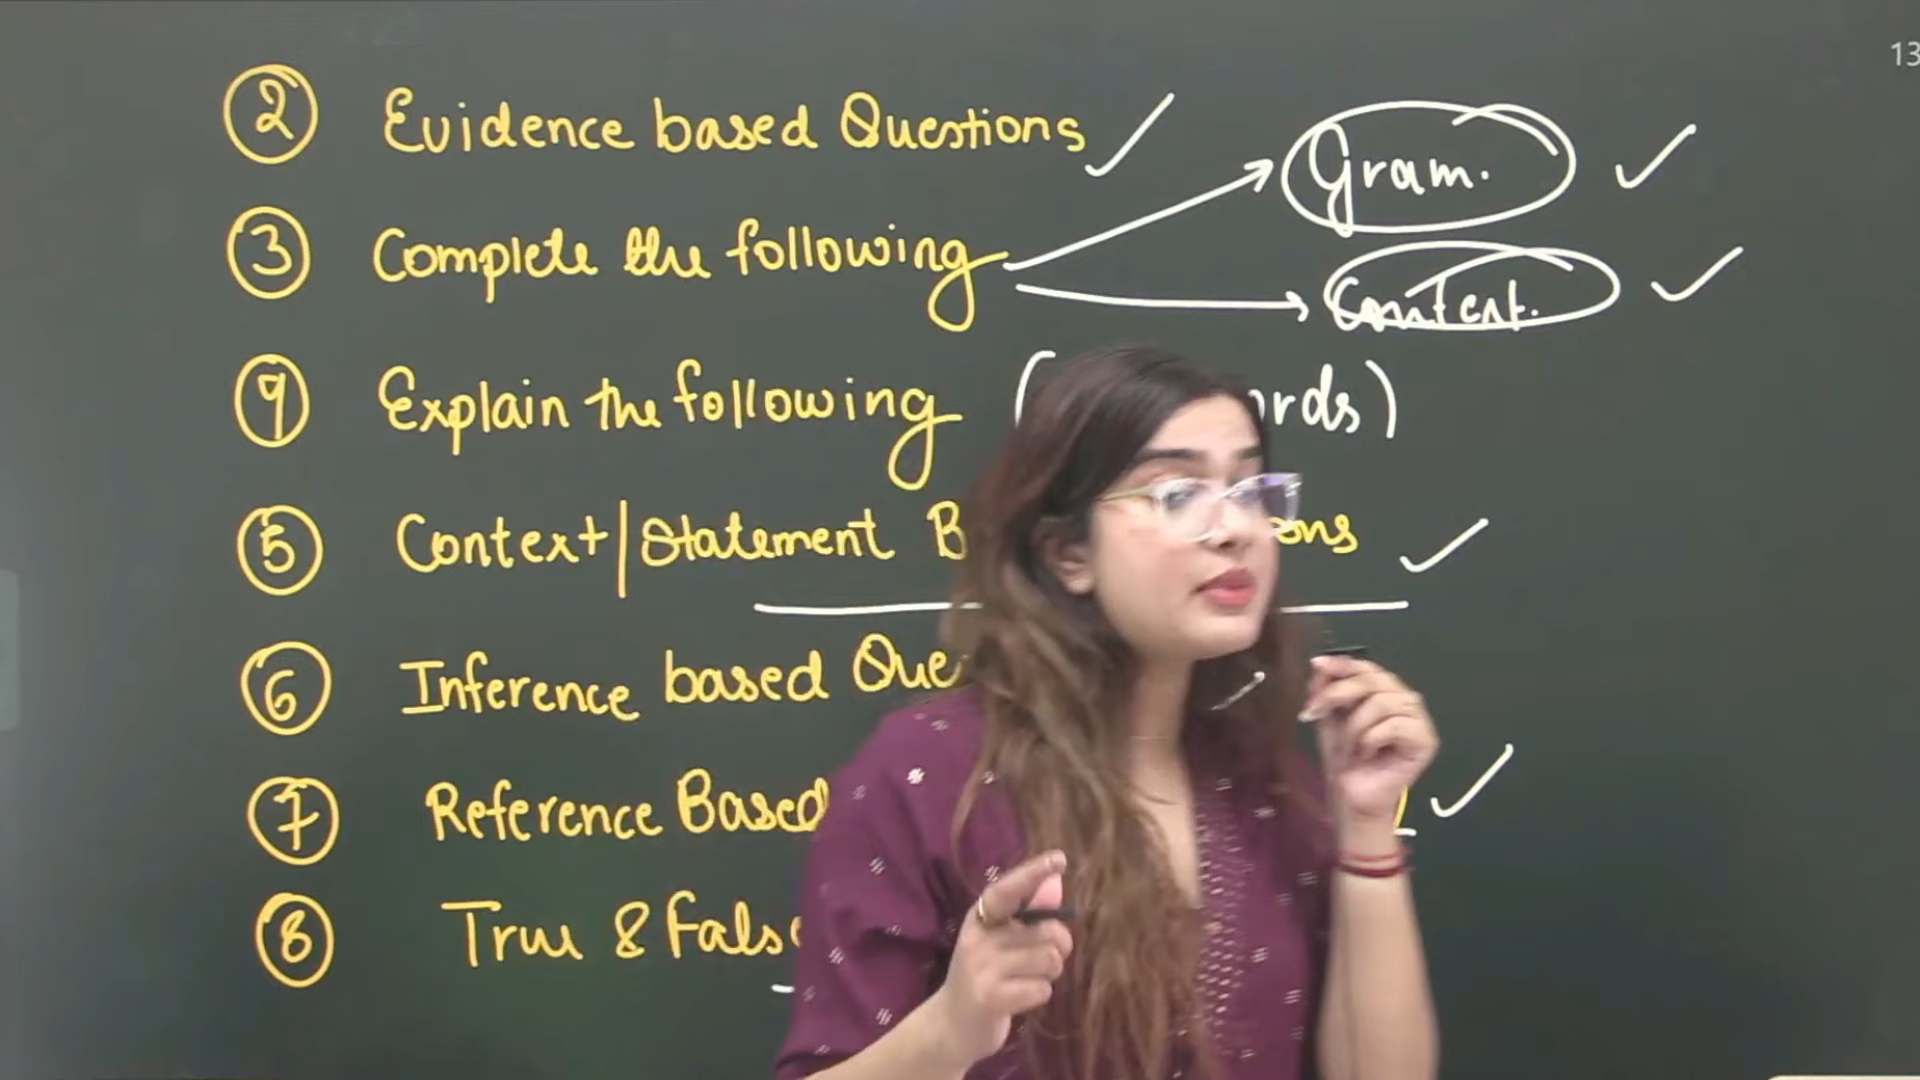 13
② Evidence based Questions ✓
Gram. ✓
③ Complete the following
Content. ✓
④ Explain the following ( rds)
⑤ Context/Statement B ons ✓
⑥ Inference based Que
⑦ Reference Based ✓
⑧ True & Fals